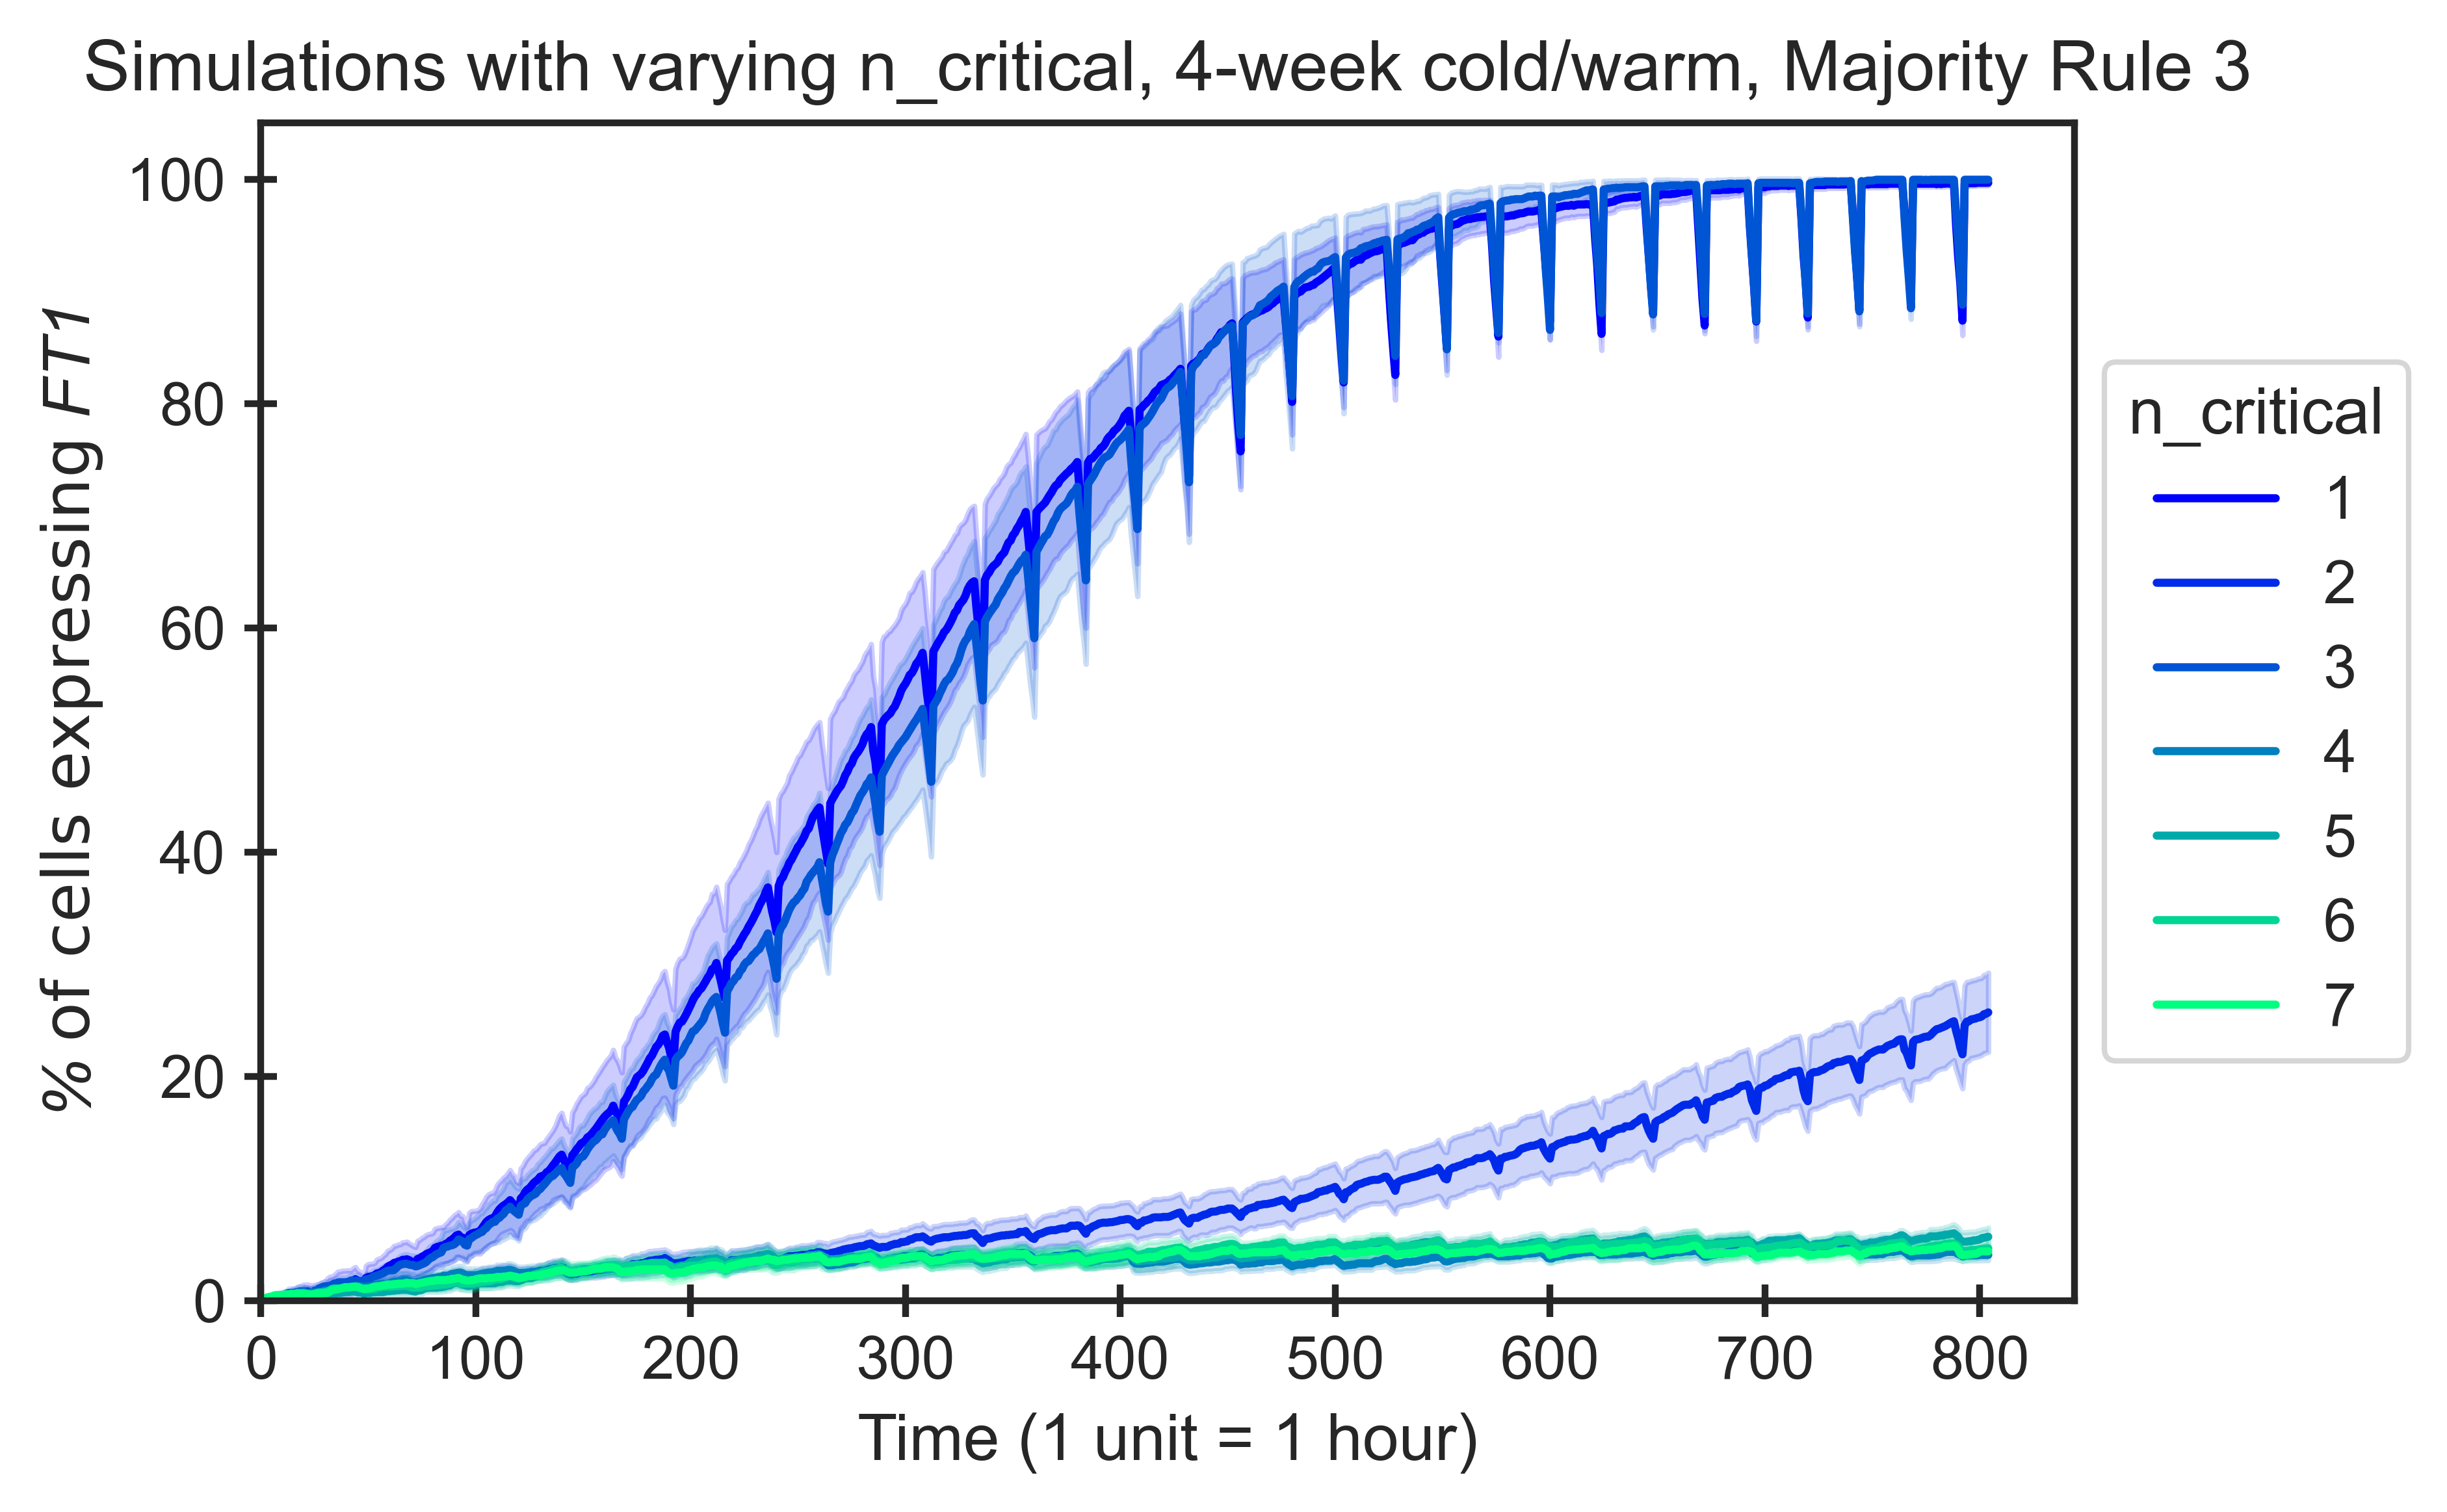 Simulations with varying n_critical, 4-week cold/warm, Majority Rule 3
% of cells expressing FT1
100
80
60
40
20
0
0 100 200 300 400 500 600 700 800
Time (1 unit = 1 hour)
n_critical
1
2
3
4
5
6
7